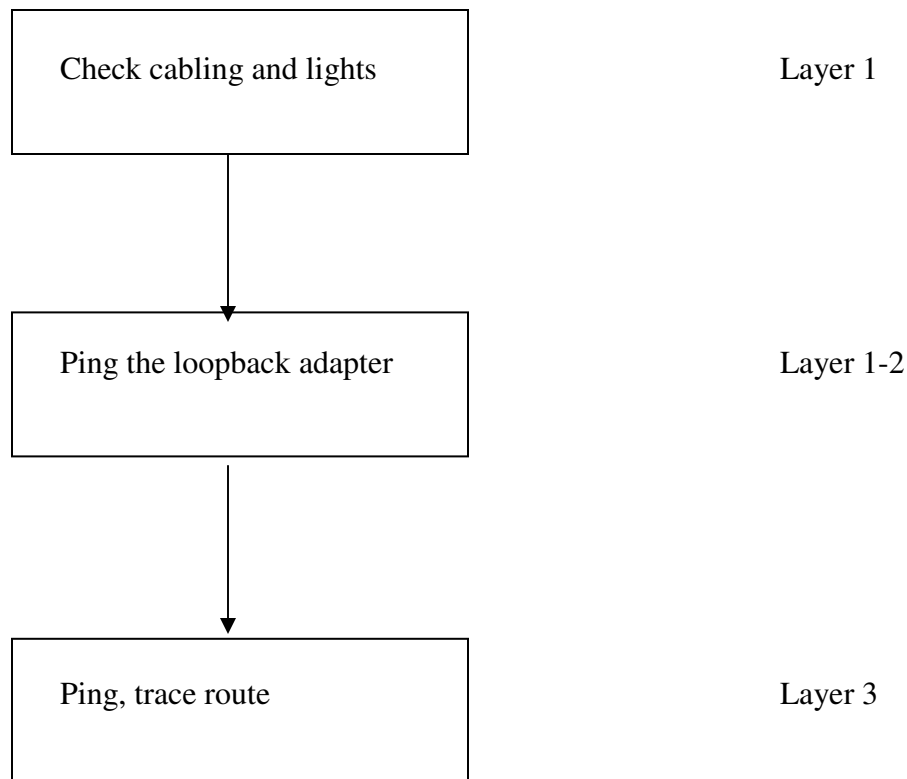 Check cabling and lights Layer 1
Ping the loopback adapter Layer 1-2
Ping, trace route Layer 3